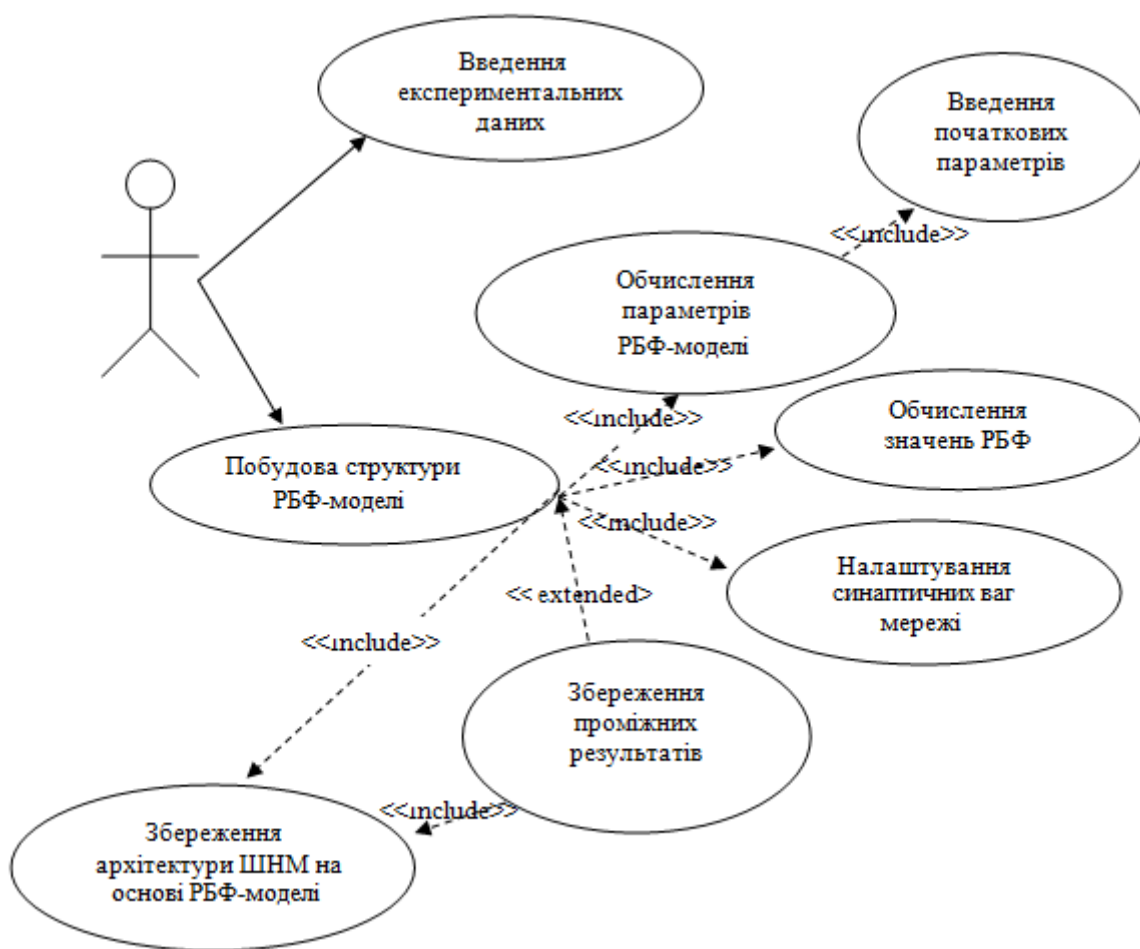 Введення
експериментальних
даних
Введення
початкових
параметрів
<<include>>
Обчислення
параметрів
РБФ-моделі
<<include>>
Обчислення
значень РБФ
<<include>>
Побудова структури
РБФ-моделі
<<include>>
Налаштування
синаптичних ваг
мережі
<< extended>
<<include>>
Збереження
проміжних
результатів
<<include>>
Збереження
архітектури ШНМ на
основі РБФ-моделі